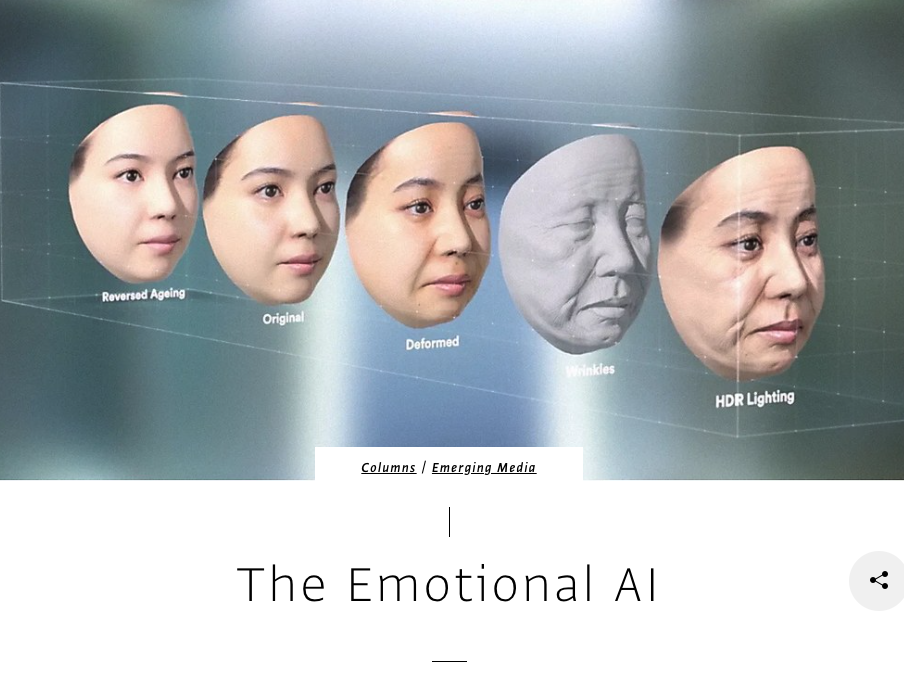 Reversed Ageing
Original
Deformed
Wrinkles
HDR Lighting
Columns / Emerging Media
The Emotional AI